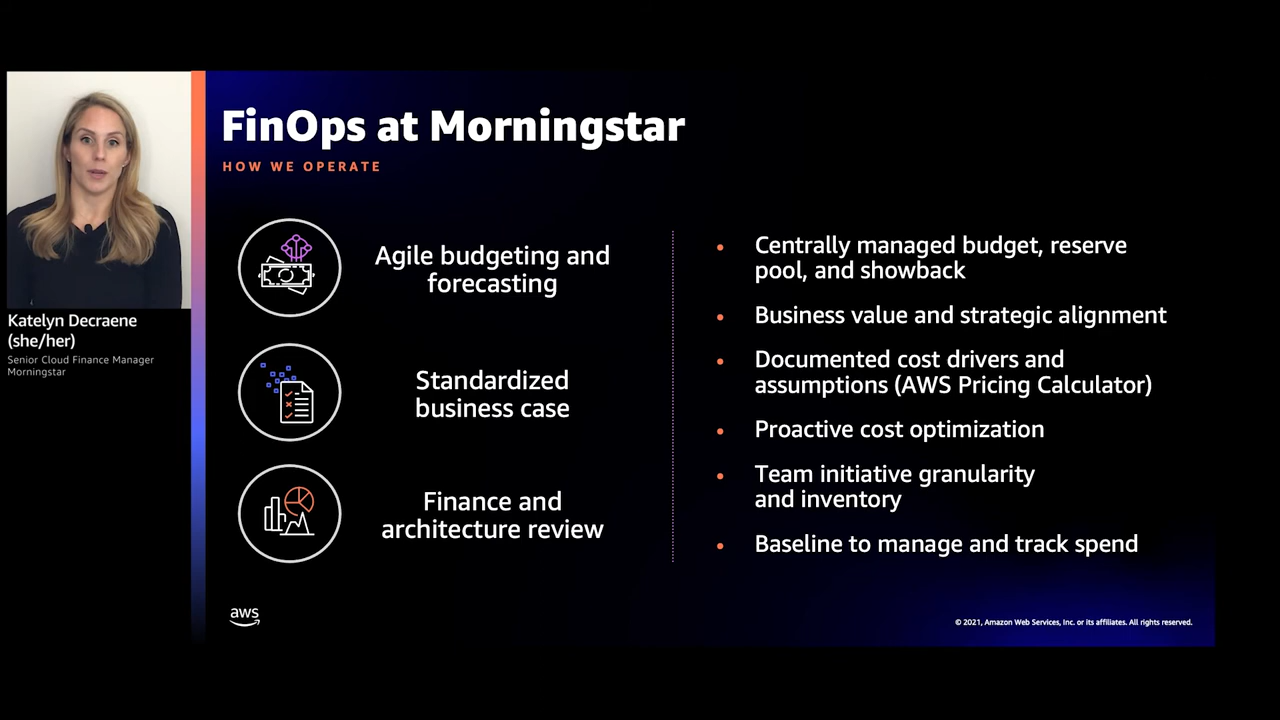 FinOps at Morningstar
HOW WE OPERATE
Katelyn Decraene
(she/her)
Senior Cloud Finance Manager
Morningstar
Agile budgeting and
forecasting
Standardized
business case
Finance and
architecture review
• Centrally managed budget, reserve
pool, and showback
• Business value and strategic alignment
• Documented cost drivers and
assumptions (AWS Pricing Calculator)
• Proactive cost optimization
• Team initiative granularity
and inventory
• Baseline to manage and track spend
aws
© 2021, Amazon Web Services, Inc. or its affiliates. All rights reserved.